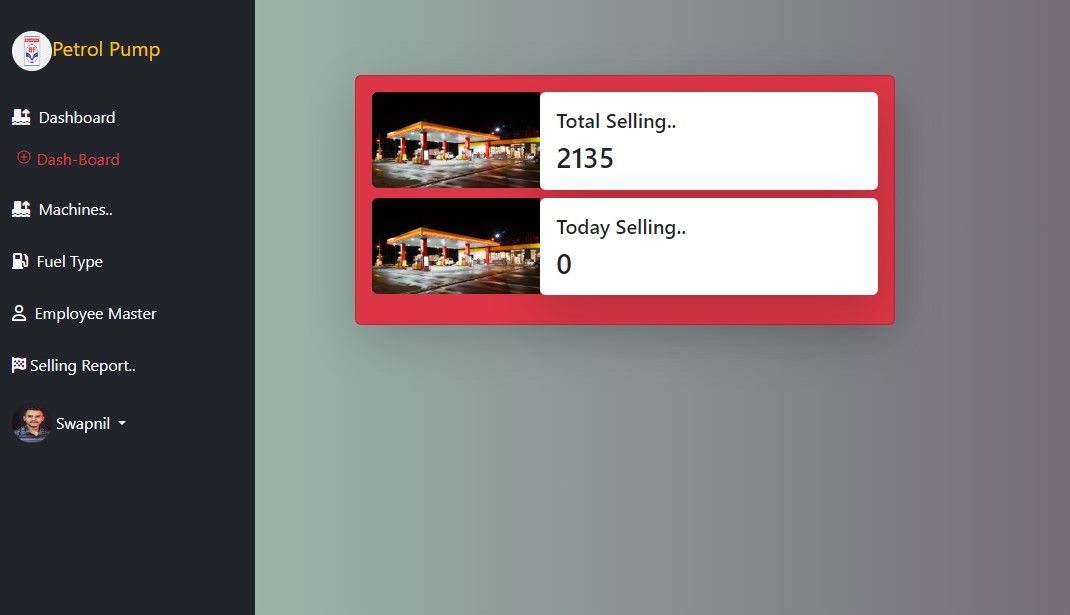 Petrol Pump
Dashboard
Dash-Board
Machines..
Fuel Type
Employee Master
Selling Report..
Swapnil
Total Selling..
2135
Today Selling..
0